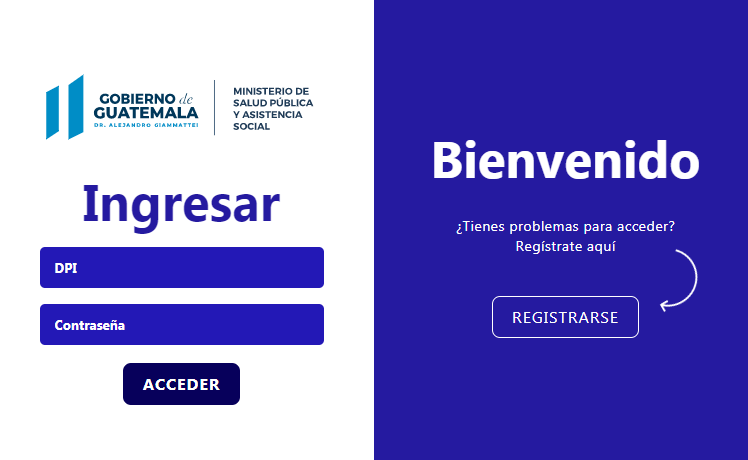 GOBIERNO de
GUATEMALA
DR. ALEJANDRO GIAMMATTEI
MINISTERIO DE
SALUD PÚBLICA
Y ASISTENCIA
SOCIAL
Ingresar
DPI
Contraseña
ACCEDER
Bienvenido
¿Tienes problemas para acceder?
Regístrate aquí
REGISTRARSE